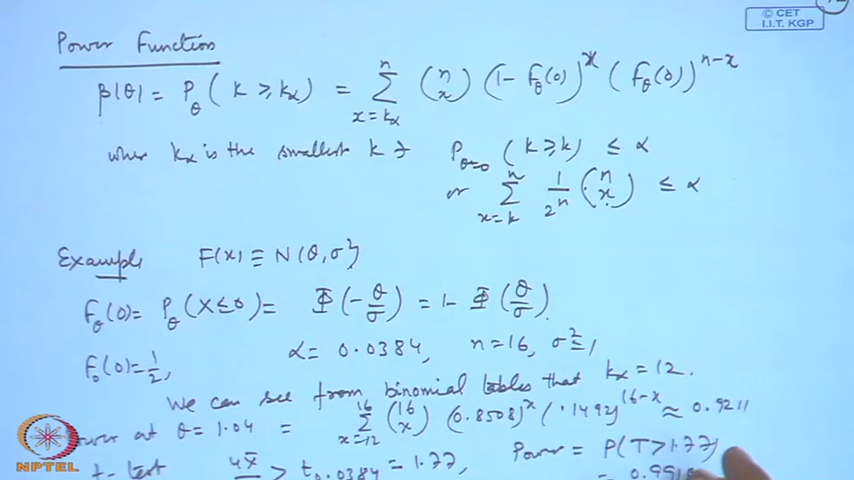 © CET
I.I.T. KGP
Power Function
β(θ) = P_θ (K ≥ k_α) = Σ_{x=k_α}^{n} (n x) (1 - F_θ(0))^x (F_θ(0))^{n-x}
where k_α is the smallest k ∋ P_{θ=0} (K ≥ k) ≤ α
or Σ_{x=k}^{n} 1/2^n (n x) ≤ α
Example F(x) ≡ N(θ, σ²)
F_θ(0) = P_θ (X ≤ 0) = Φ(-θ/σ) = 1 - Φ(θ/σ).
F_0(0) = 1/2, α = 0.0384, n = 16, σ² = 1
We can see from binomial tables that k_α = 12.
Power at θ = 1.04 = Σ_{x=12}^{16} (16 x) (0.8508)^x (.1492)^{16-x} ≈ 0.9211
t-test 4X̄ > t_{0.0384} = 1.77, Power = P(T > 1.77)
NPTEL